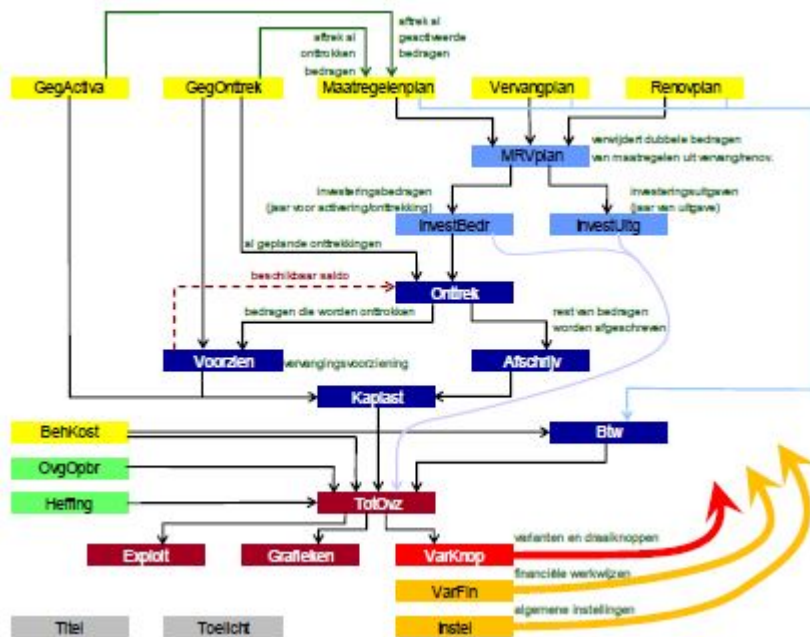 aftrek al
geactiveerde
bedragen
aftrek al
onttrokken
bedragen
GegActiva
GegOnttrek
Maatregelenplan
Vervangplan
Renovplan
MRVplan
verwijdert dubbele bedragen
van maatregelen uit vervang/renov.
investeringsbedragen
(jaar voor activering/onttrekking)
investeringsuitgaven
(jaar van uitgave)
InvestBedr
InvestUitg
al geplande onttrekkingen
beschikbaar saldo
Onttrek
bedragen die worden onttrokken
rest van bedragen
worden afgeschreven
Voorzien
vervangingsvoorziening
Afschrijv
Kaplast
BehKost
Btw
OvgOpbr
Heffing
TotOvz
Exploit
Grafieken
VarKnop
varianten en draaiknoppen
VarFin
financiële werkwijzen
Titel
Toelicht
Instel
algemene instellingen